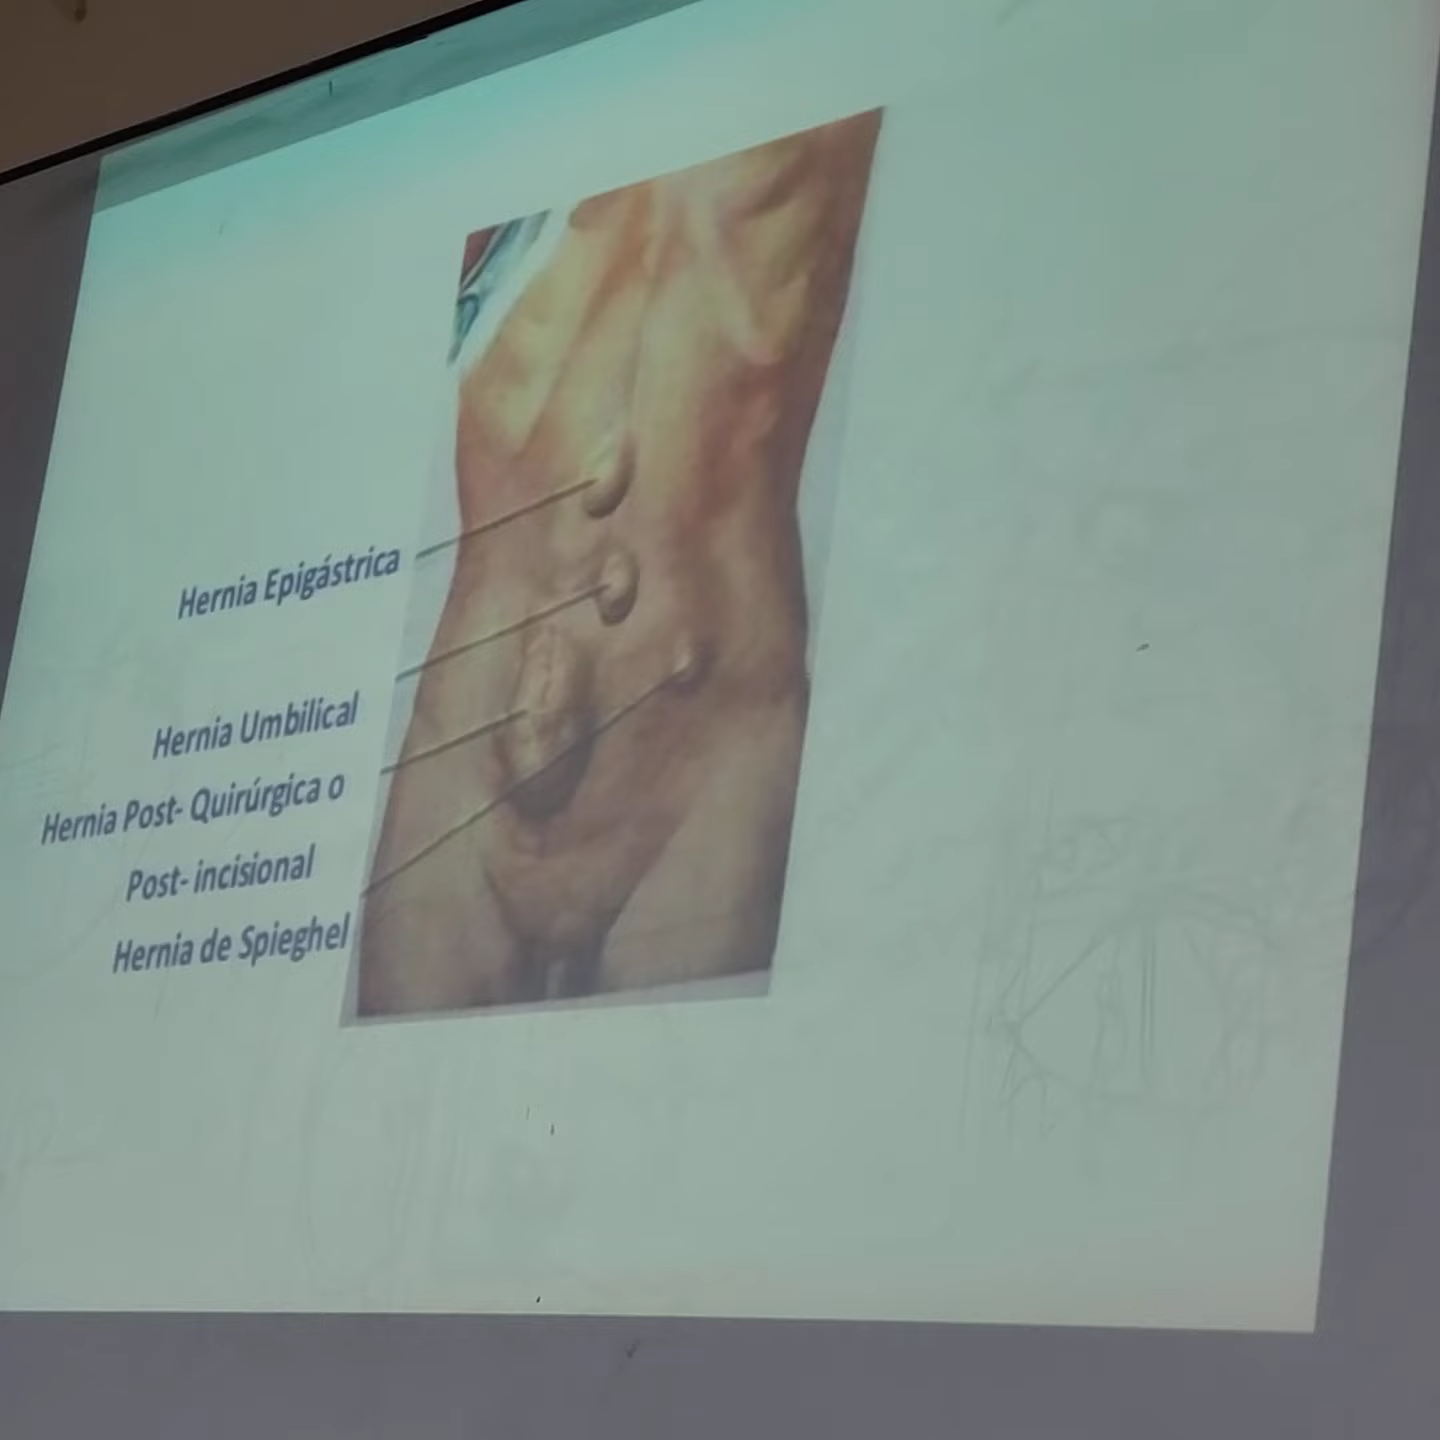 Hernia Epigástrica
Hernia Umbilical
Hernia Post- Quirúrgica o
Post- incisional
Hernia de Spieghel